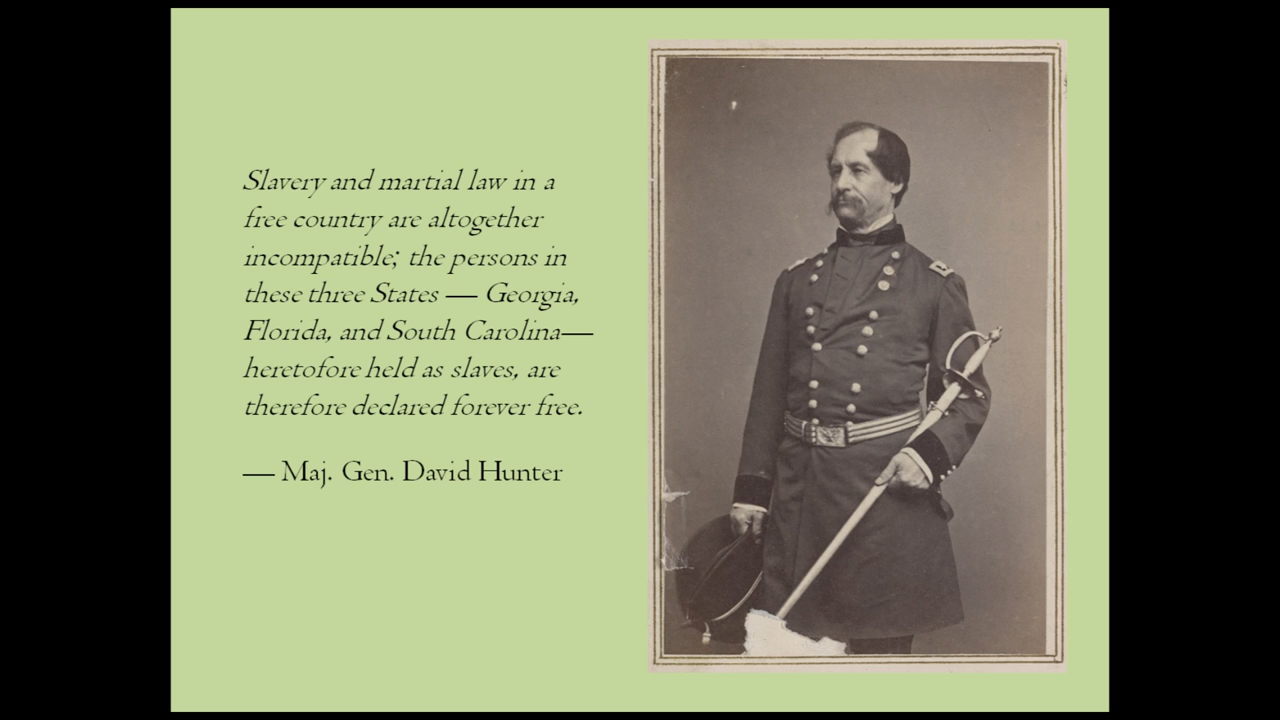 Slavery and martial law in a
free country are altogether
incompatible; the persons in
these three States — Georgia,
Florida, and South Carolina—
heretofore held as slaves, are
therefore declared forever free.
— Maj. Gen. David Hunter